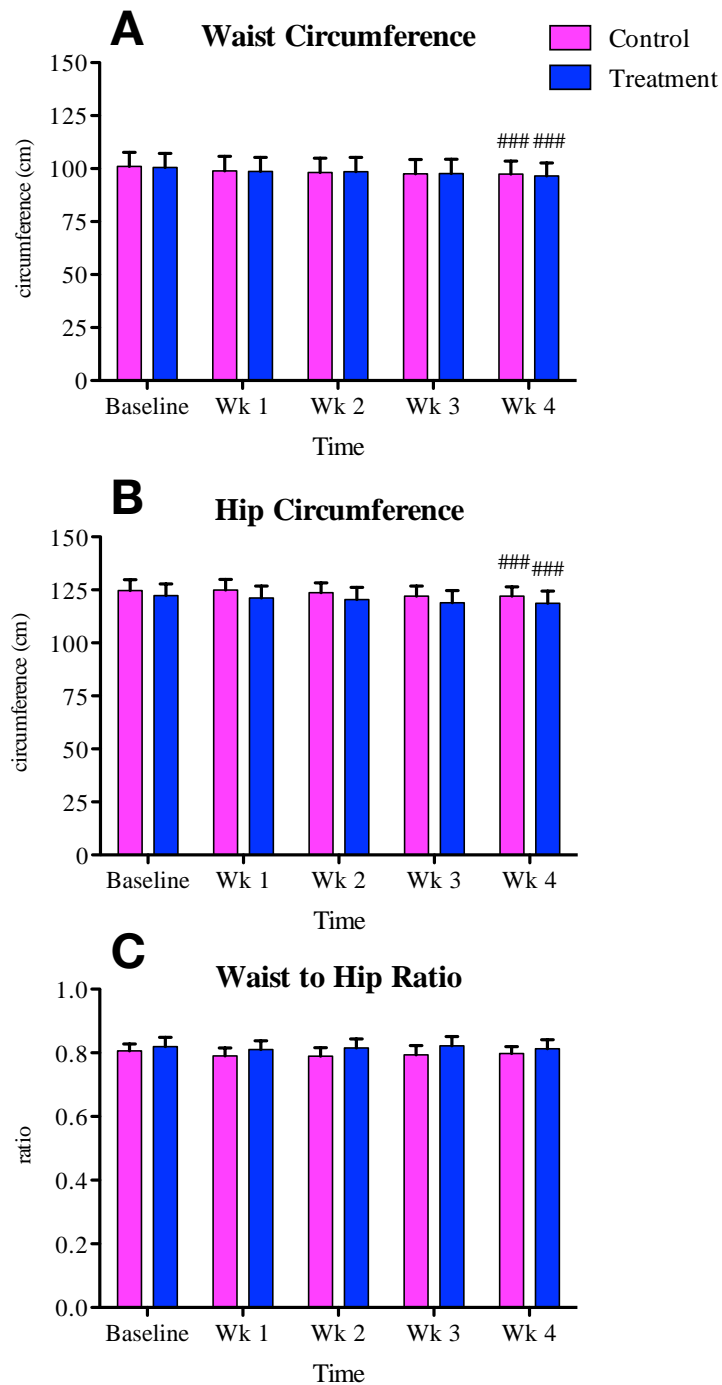 A
Waist Circumference
Control
Treatment
150
125
100
75
50
25
0
circumference (cm)
### ###
Baseline Wk 1 Wk 2 Wk 3 Wk 4
Time
B
Hip Circumference
150
125
100
75
50
25
0
circumference (cm)
### ###
Baseline Wk 1 Wk 2 Wk 3 Wk 4
Time
C
Waist to Hip Ratio
1.0
0.8
0.6
0.4
0.2
0.0
ratio
Baseline Wk 1 Wk 2 Wk 3 Wk 4
Time